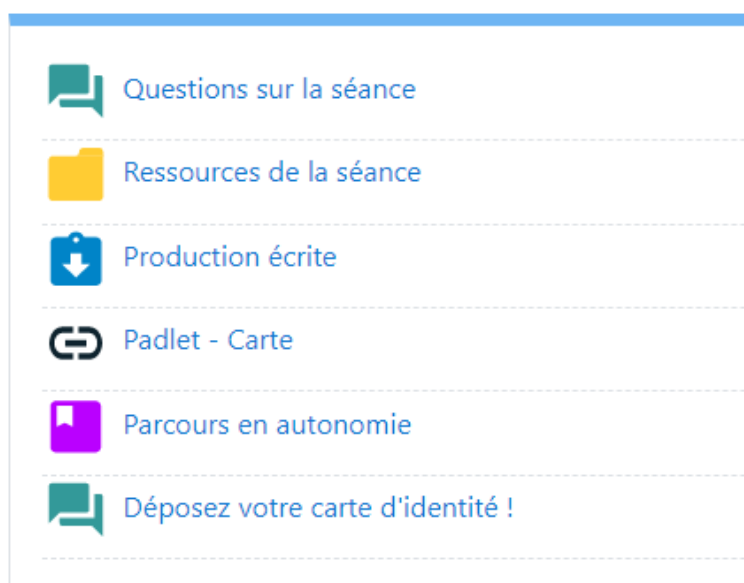 Questions sur la séance
Ressources de la séance
Production écrite
Padlet - Carte
Parcours en autonomie
Déposez votre carte d'identité !